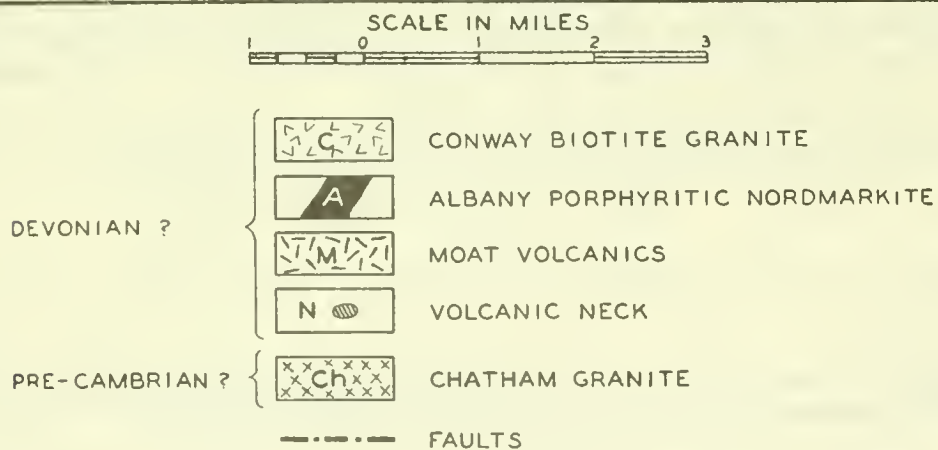 SCALE IN MILES
1 0 1 2 3
C CONWAY BIOTITE GRANITE
A ALBANY PORPHYRITIC NORDMARKITE
DEVONIAN ?
M MOAT VOLCANICS
N VOLCANIC NECK
PRE-CAMBRIAN ? Ch CHATHAM GRANITE
FAULTS